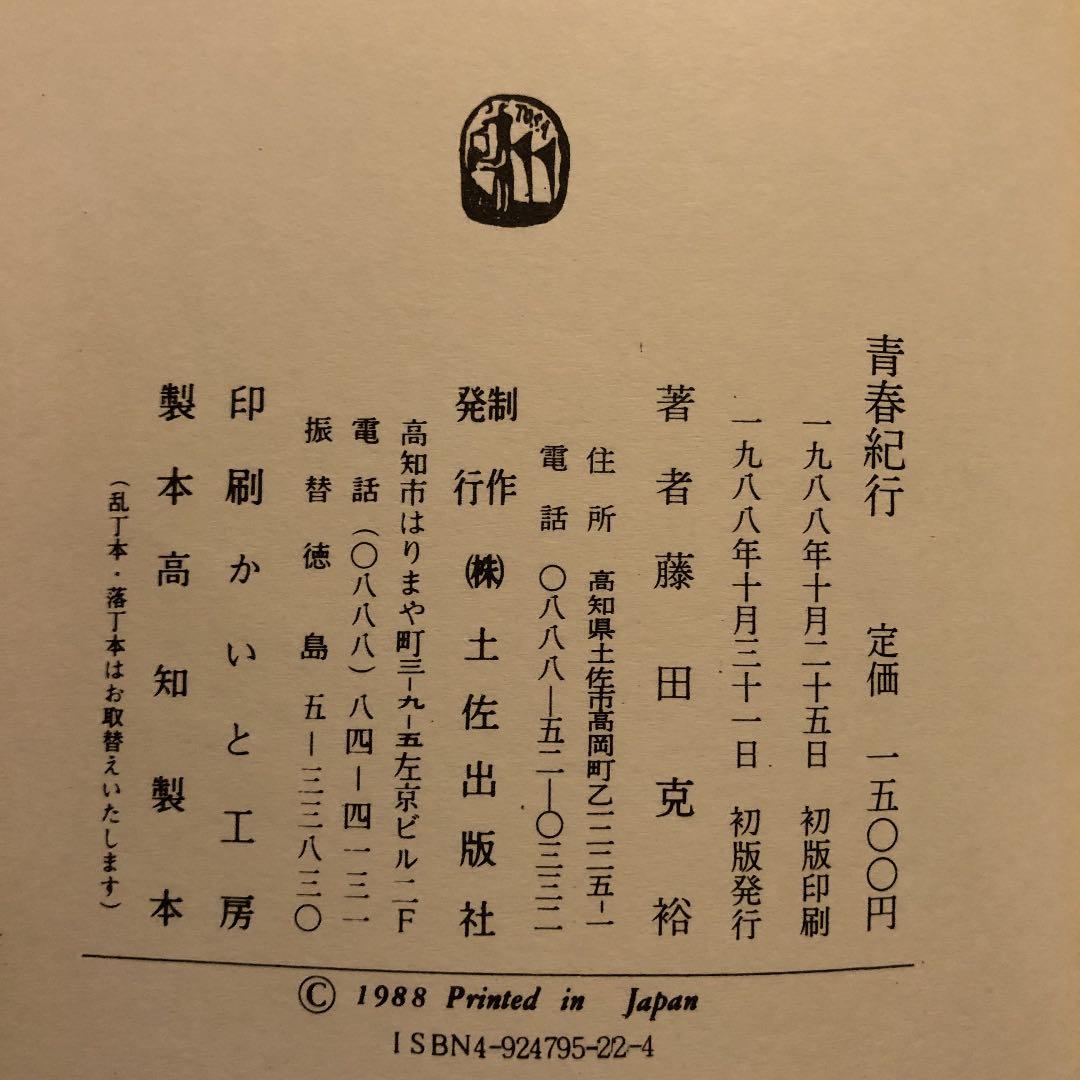 TOSA
青春紀行 定価 一五〇〇円
一九八八年十月二十五日 初版印刷
一九八八年十月三十一日 初版発行
著者 藤田克裕
住所 高知県土佐市高岡町乙一二二五-一
電話 〇八八八―五二―〇三三二
制作
発行 ㈱土佐出版社
高知市はりまや町三-九-五左京ビル二F
電話(〇八八八)八四―四一三一
振替 徳島 五―三三八三〇
印刷 かいと工房
製本 高知製本
(乱丁本・落丁本はお取替えいたします)
© 1988 Printed in Japan
ISBN4-924795-22-4